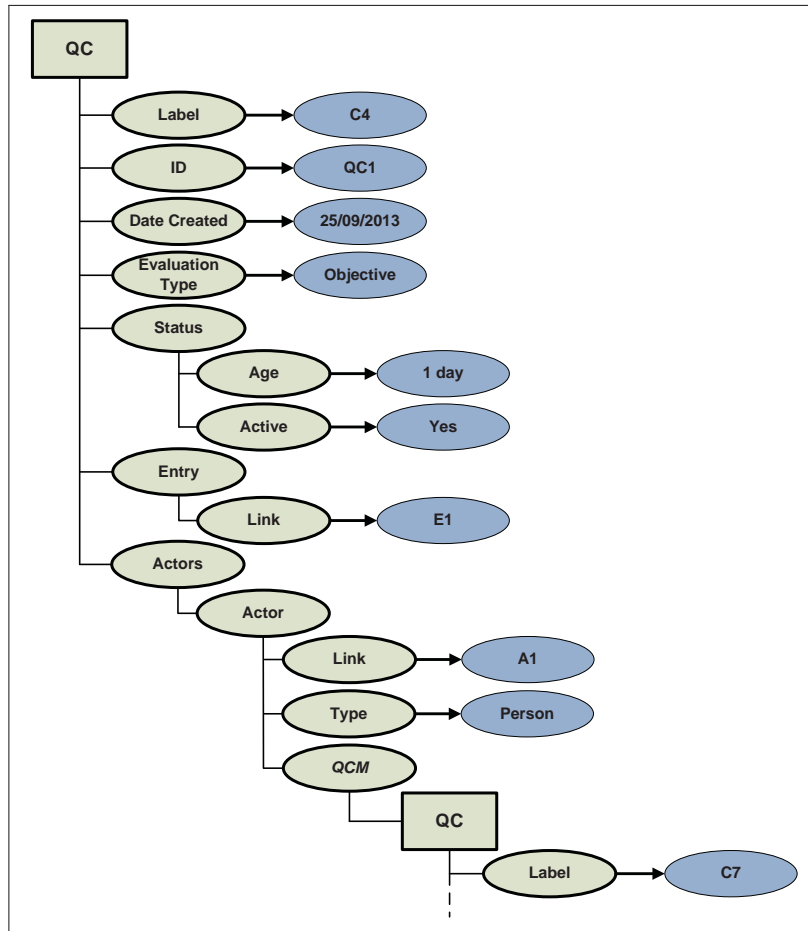 QC
Label
C4
ID
QC1
Date Created
25/09/2013
Evaluation
Type
Objective
Status
Age
1 day
Active
Yes
Entry
Link
E1
Actors
Actor
Link
A1
Type
Person
QCM
QC
Label
C7